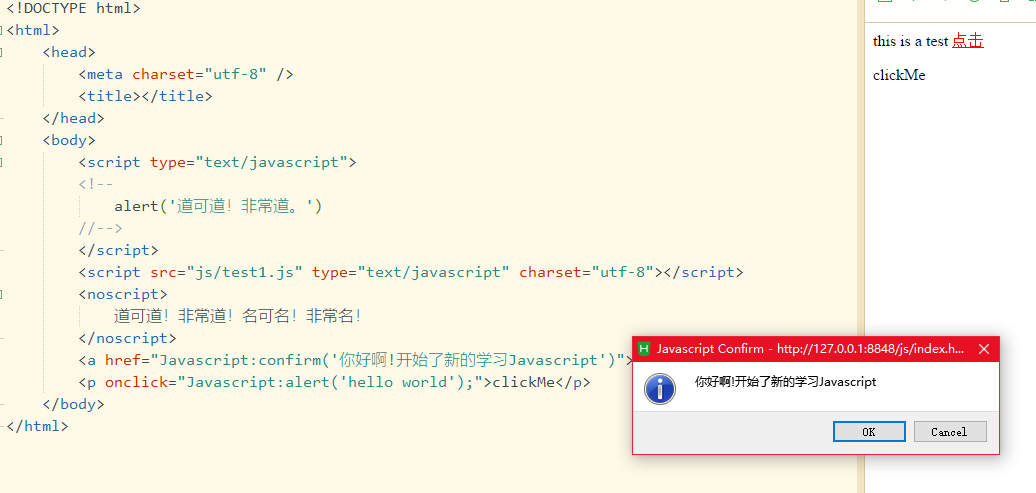 <!DOCTYPE html>
<html>
<head>
<meta charset="utf-8" />
<title></title>
</head>
<body>
<script type="text/javascript">
<!--
alert('道可道！非常道。')
//-->
</script>
<script src="js/test1.js" type="text/javascript" charset="utf-8"></script>
<noscript>
道可道！非常道！名可名！非常名！
</noscript>
<a href="Javascript:confirm('你好啊!开始了新的学习Javascript')">
<p onclick="Javascript:alert('hello world');">clickMe</p>
</body>
</html>
this is a test 点击
clickMe
Javascript Confirm - http://127.0.0.1:8848/js/index.h...
你好啊!开始了新的学习Javascript
OK
Cancel